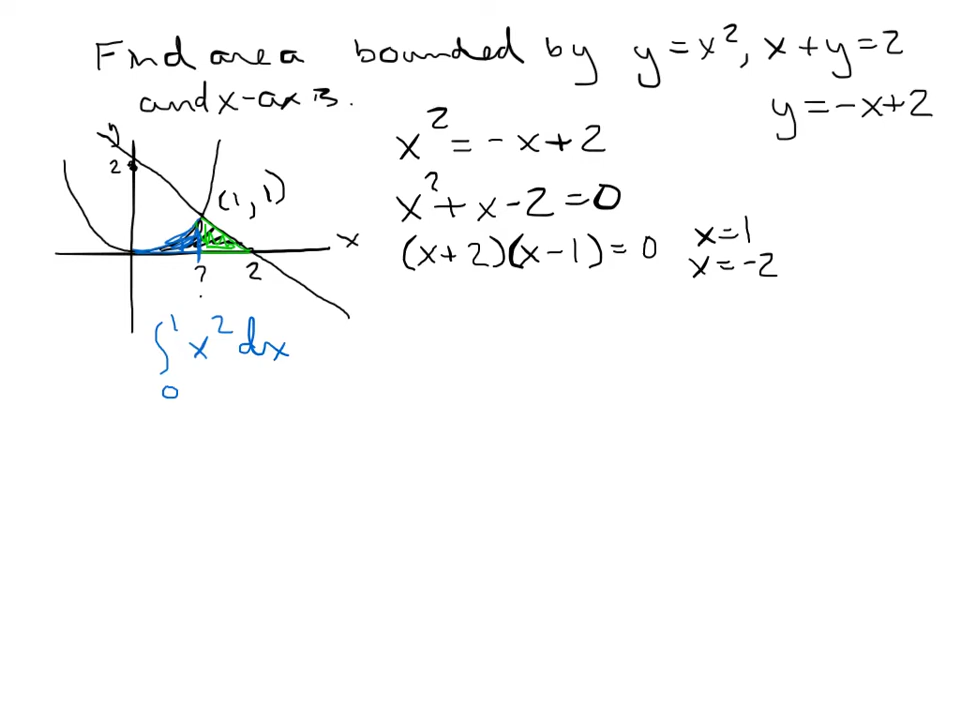 Find area bounded by y = x², x + y = 2
and x-axis.
y = -x + 2
x² = -x + 2
x² + x - 2 = 0
(x + 2)(x - 1) = 0
x = 1
x = -2
y
2
(1, 1)
x
? 2
∫₀¹ x² dx